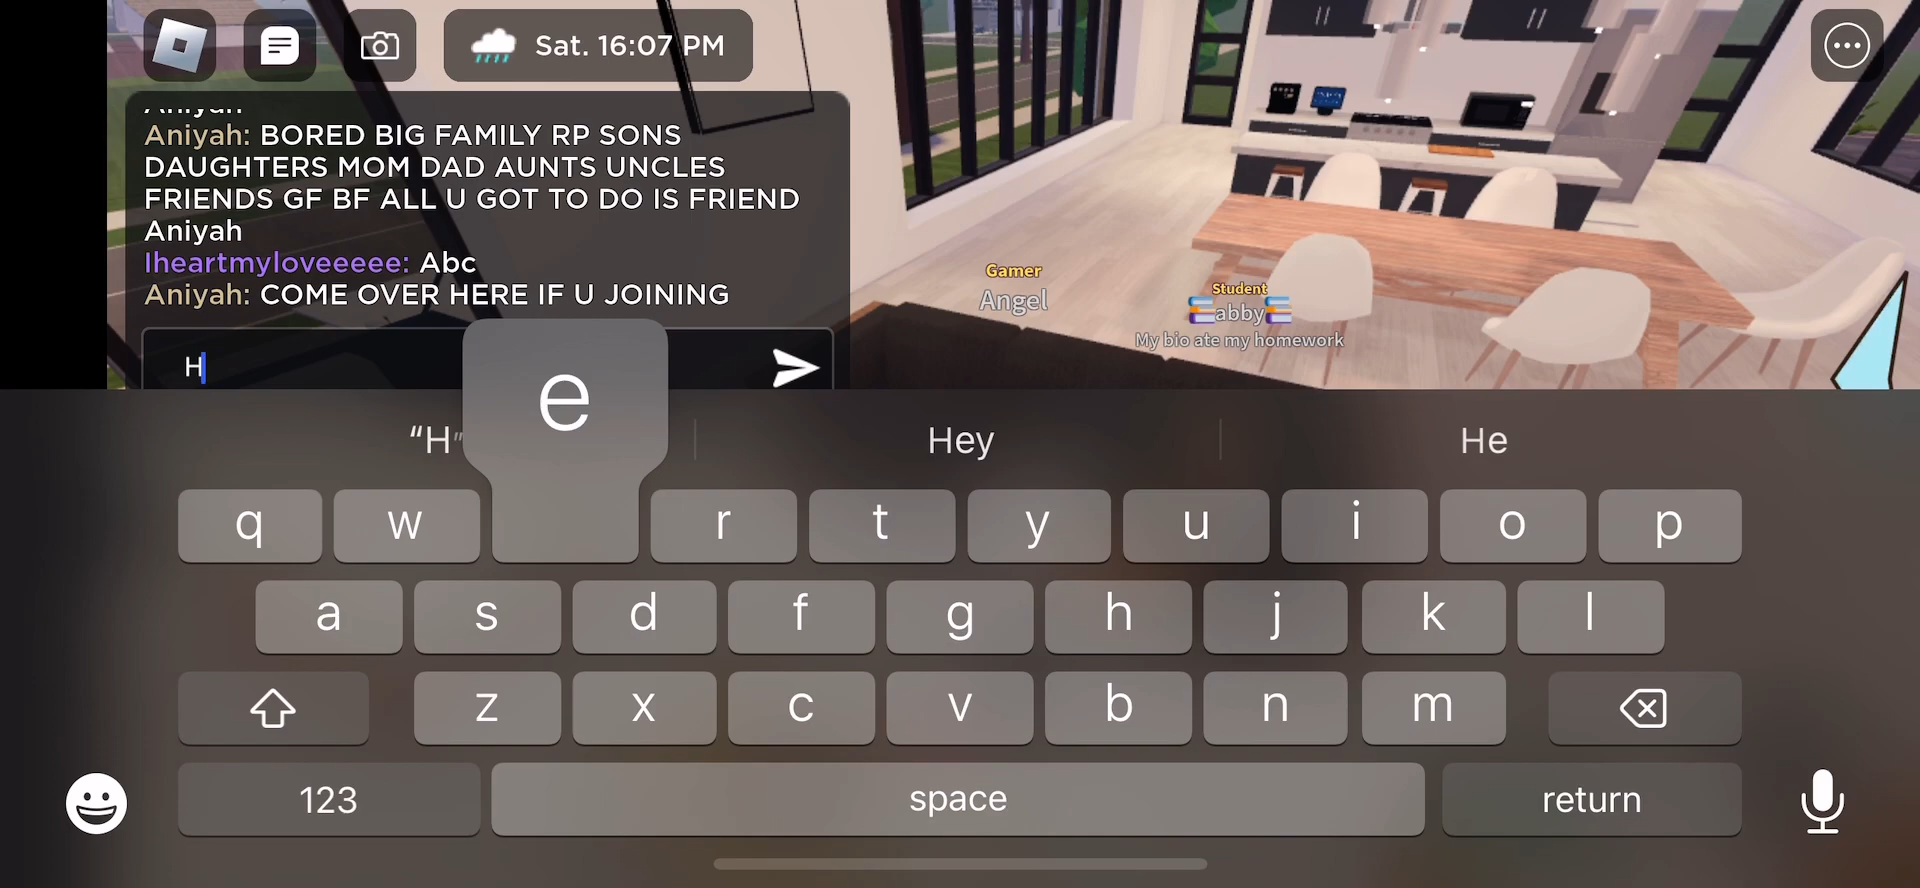 Sat. 16:07 PM
Aniyah
Aniyah: BORED BIG FAMILY RP SONS
DAUGHTERS MOM DAD AUNTS UNCLES
FRIENDS GF BF ALL U GOT TO DO IS FRIEND
Aniyah
Iheartmyloveeeee: Abc
Aniyah: COME OVER HERE IF U JOINING
Gamer
Angel
Student
📚abby📚
My bio ate my homework
H
e
“H”
Hey
He
q w r t y u i o p
a s d f g h j k l
z x c v b n m
123 space return